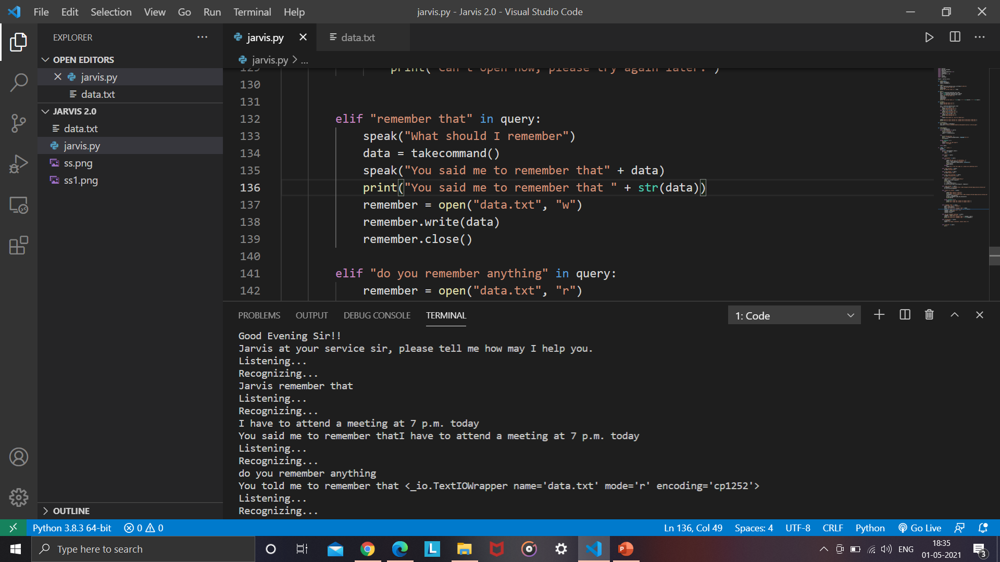 File Edit Selection View Go Run Terminal Help
jarvis.py - Jarvis 2.0 - Visual Studio Code
EXPLORER
OPEN EDITORS
jarvis.py
data.txt
JARVIS 2.0
data.txt
jarvis.py
ss.png
ss1.png
OUTLINE
jarvis.py
data.txt
jarvis.py > ...
129 print("Can't open now, please try again later.")
130
131
132 elif "remember that" in query:
133 speak("What should I remember")
134 data = takecommand()
135 speak("You said me to remember that" + data)
136 print("You said me to remember that " + str(data))
137 remember = open("data.txt", "w")
138 remember.write(data)
139 remember.close()
140
141 elif "do you remember anything" in query:
142 remember = open("data.txt", "r")
PROBLEMS OUTPUT DEBUG CONSOLE TERMINAL
1: Code
Good Evening Sir!!
Jarvis at your service sir, please tell me how may I help you.
Listening...
Recognizing...
Jarvis remember that
Listening...
Recognizing...
I have to attend a meeting at 7 p.m. today
You said me to remember thatI have to attend a meeting at 7 p.m. today
Listening...
Recognizing...
do you remember anything
You told me to remember that <_io.TextIOWrapper name='data.txt' mode='r' encoding='cp1252'>
Listening...
Recognizing...
Python 3.8.3 64-bit 0 0
Ln 136, Col 49 Spaces: 4 UTF-8 CRLF Python Go Live
Type here to search
L
P
ENG
18:35
01-05-2021
3